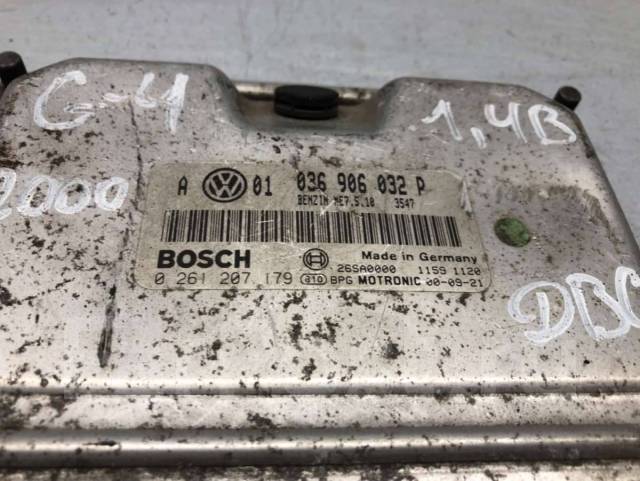 G-4
1,4B
2000
A VW 01 036 906 032 P
BENZIN ME7.5.10 3547
BOSCH
Made in Germany
26SA0000 1159 1120
0 261 207 179 BPG MOTRONIC 00-09-21